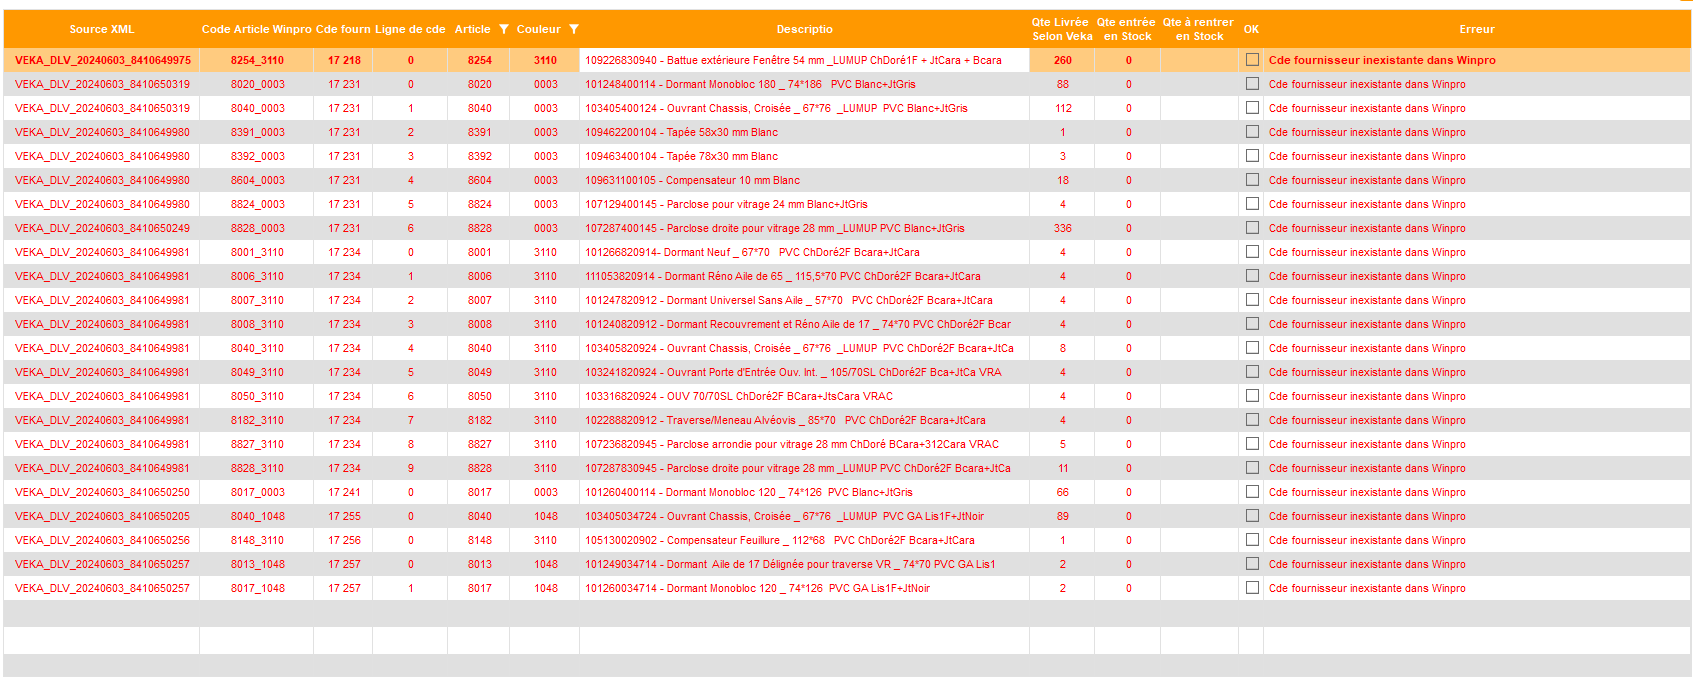 Source XML Code Article Winpro Cde fourn Ligne de cde Article Couleur Descriptio Qte Livrée Selon Veka Qte entrée en Stock Qte à rentrer en Stock OK Erreur
VEKA_DLV_20240603_8410649975 8254_3110 17 218 0 8254 3110 109226830940 - Battue extérieure Fenêtre 54 mm _LUMUP ChDoré1F + JtCara + Bcara 260 0 Cde fournisseur inexistante dans Winpro
VEKA_DLV_20240603_8410650319 8020_0003 17 231 0 8020 0003 101248400114 - Dormant Monobloc 180 _ 74*186 PVC Blanc+JtGris 88 0 Cde fournisseur inexistante dans Winpro
VEKA_DLV_20240603_8410650319 8040_0003 17 231 1 8040 0003 103405400124 - Ouvrant Chassis, Croisée _ 67*76 _LUMUP PVC Blanc+JtGris 112 0 Cde fournisseur inexistante dans Winpro
VEKA_DLV_20240603_8410649980 8391_0003 17 231 2 8391 0003 109462200104 - Tapée 58x30 mm Blanc 1 0 Cde fournisseur inexistante dans Winpro
VEKA_DLV_20240603_8410649980 8392_0003 17 231 3 8392 0003 109463400104 - Tapée 78x30 mm Blanc 3 0 Cde fournisseur inexistante dans Winpro
VEKA_DLV_20240603_8410649980 8604_0003 17 231 4 8604 0003 109631100105 - Compensateur 10 mm Blanc 18 0 Cde fournisseur inexistante dans Winpro
VEKA_DLV_20240603_8410649980 8824_0003 17 231 5 8824 0003 107129400145 - Parclose pour vitrage 24 mm Blanc+JtGris 4 0 Cde fournisseur inexistante dans Winpro
VEKA_DLV_20240603_8410650249 8828_0003 17 231 6 8828 0003 107287400145 - Parclose droite pour vitrage 28 mm _LUMUP PVC Blanc+JtGris 336 0 Cde fournisseur inexistante dans Winpro
VEKA_DLV_20240603_8410649981 8001_3110 17 234 0 8001 3110 101266820914- Dormant Neuf _ 67*70 PVC ChDoré2F Bcara+JtCara 4 0 Cde fournisseur inexistante dans Winpro
VEKA_DLV_20240603_8410649981 8006_3110 17 234 1 8006 3110 111053820914 - Dormant Réno Aile de 65 _ 115,5*70 PVC ChDoré2F Bcara+JtCara 4 0 Cde fournisseur inexistante dans Winpro
VEKA_DLV_20240603_8410649981 8007_3110 17 234 2 8007 3110 101247820912 - Dormant Universel Sans Aile _ 57*70 PVC ChDoré2F Bcara+JtCara 4 0 Cde fournisseur inexistante dans Winpro
VEKA_DLV_20240603_8410649981 8008_3110 17 234 3 8008 3110 101240820912 - Dormant Recouvrement et Réno Aile de 17 _ 74*70 PVC ChDoré2F Bcar 4 0 Cde fournisseur inexistante dans Winpro
VEKA_DLV_20240603_8410649981 8040_3110 17 234 4 8040 3110 103405820924 - Ouvrant Chassis, Croisée _ 67*76 _LUMUP PVC ChDoré2F Bcara+JtCa 8 0 Cde fournisseur inexistante dans Winpro
VEKA_DLV_20240603_8410649981 8049_3110 17 234 5 8049 3110 103241820924 - Ouvrant Porte d'Entrée Ouv. Int. _ 105/70SL ChDoré2F Bca+JtCa VRA 4 0 Cde fournisseur inexistante dans Winpro
VEKA_DLV_20240603_8410649981 8050_3110 17 234 6 8050 3110 103316820924 - OUV 70/70SL ChDoré2F BCara+JtsCara VRAC 4 0 Cde fournisseur inexistante dans Winpro
VEKA_DLV_20240603_8410649981 8182_3110 17 234 7 8182 3110 102288820912 - Traverse/Meneau Alvéovis _ 85*70 PVC ChDoré2F Bcara+JtCara 4 0 Cde fournisseur inexistante dans Winpro
VEKA_DLV_20240603_8410649981 8827_3110 17 234 8 8827 3110 107236820945 - Parclose arrondie pour vitrage 28 mm ChDoré BCara+312Cara VRAC 5 0 Cde fournisseur inexistante dans Winpro
VEKA_DLV_20240603_8410649981 8828_3110 17 234 9 8828 3110 107287830945 - Parclose droite pour vitrage 28 mm _LUMUP PVC ChDoré2F Bcara+JtCa 11 0 Cde fournisseur inexistante dans Winpro
VEKA_DLV_20240603_8410650250 8017_0003 17 241 0 8017 0003 101260400114 - Dormant Monobloc 120 _ 74*126 PVC Blanc+JtGris 66 0 Cde fournisseur inexistante dans Winpro
VEKA_DLV_20240603_8410650205 8040_1048 17 255 0 8040 1048 103405034724 - Ouvrant Chassis, Croisée _ 67*76 _LUMUP PVC GA Lis1F+JtNoir 89 0 Cde fournisseur inexistante dans Winpro
VEKA_DLV_20240603_8410650256 8148_3110 17 256 0 8148 3110 105130020902 - Compensateur Feuillure _ 112*68 PVC ChDoré2F Bcara+JtCara 1 0 Cde fournisseur inexistante dans Winpro
VEKA_DLV_20240603_8410650257 8013_1048 17 257 0 8013 1048 101249034714 - Dormant Aile de 17 Délignée pour traverse VR _ 74*70 PVC GA Lis1 2 0 Cde fournisseur inexistante dans Winpro
VEKA_DLV_20240603_8410650257 8017_1048 17 257 1 8017 1048 101260034714 - Dormant Monobloc 120 _ 74*126 PVC GA Lis1F+JtNoir 2 0 Cde fournisseur inexistante dans Winpro